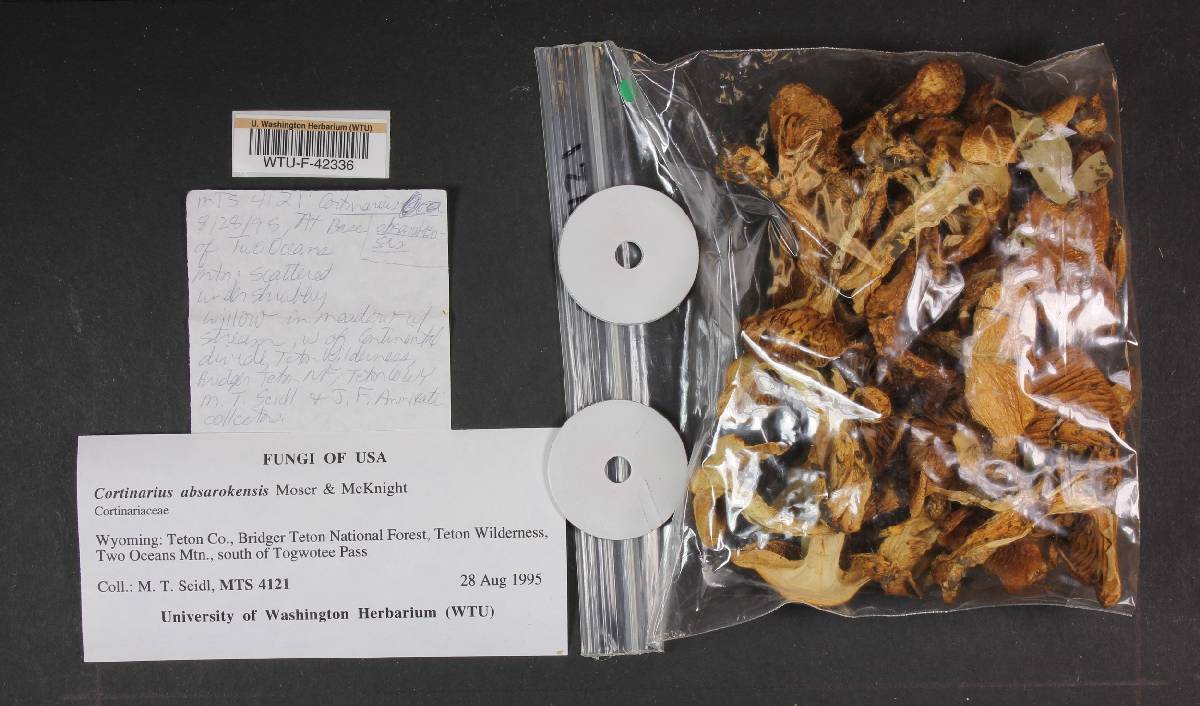 U. Washington Herbarium (WTU)
WTU-F-42336
MTS 4121 Cortinarius
8/28/95, At Base
of Two Oceans
Mtn; scattered
under shrubby
willow in meadow w/
stream, w of Continental
divide, Teton Wilderness,
Bridger Teton NF, Teton
M. T. Seidl & J. F. Ammirati
collectors
FUNGI OF USA
Cortinarius absarokensis Moser & McKnight
Cortinariaceae
Wyoming: Teton Co., Bridger Teton National Forest, Teton Wilderness,
Two Oceans Mtn., south of Togwotee Pass
Coll.: M. T. Seidl, MTS 4121 28 Aug 1995
University of Washington Herbarium (WTU)